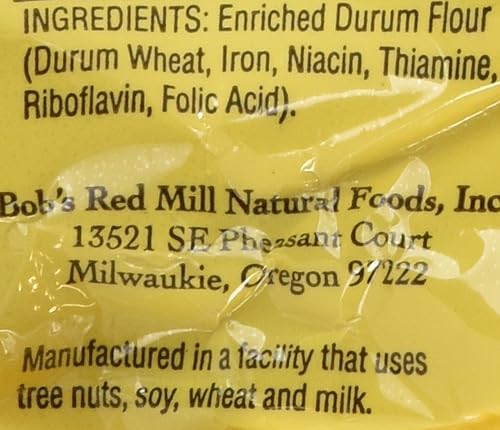 INGREDIENTS: Enriched Durum Flour
(Durum Wheat, Iron, Niacin, Thiamine,
Riboflavin, Folic Acid).
Bob's Red Mill Natural Foods, Inc
13521 SE Pheasant Court
Milwaukie, Oregon 97222
Manufactured in a facility that uses
tree nuts, soy, wheat and milk.